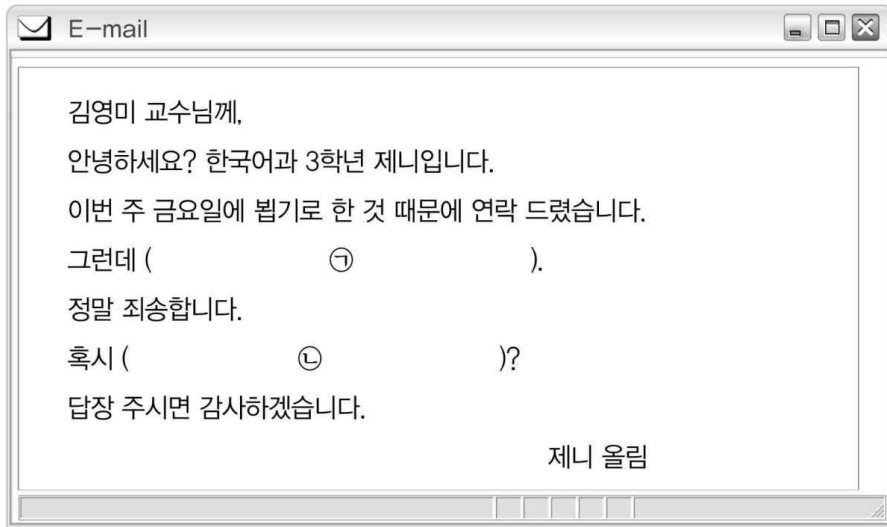 E-mail
김영미 교수님께,
안녕하세요? 한국어과 3학년 제니입니다.
이번 주 금요일에 뵙기로 한 것 때문에 연락 드렸습니다.
그런데 ( ㉠ ).
정말 죄송합니다.
혹시 ( ㉡ )?
답장 주시면 감사하겠습니다.
제니 올림